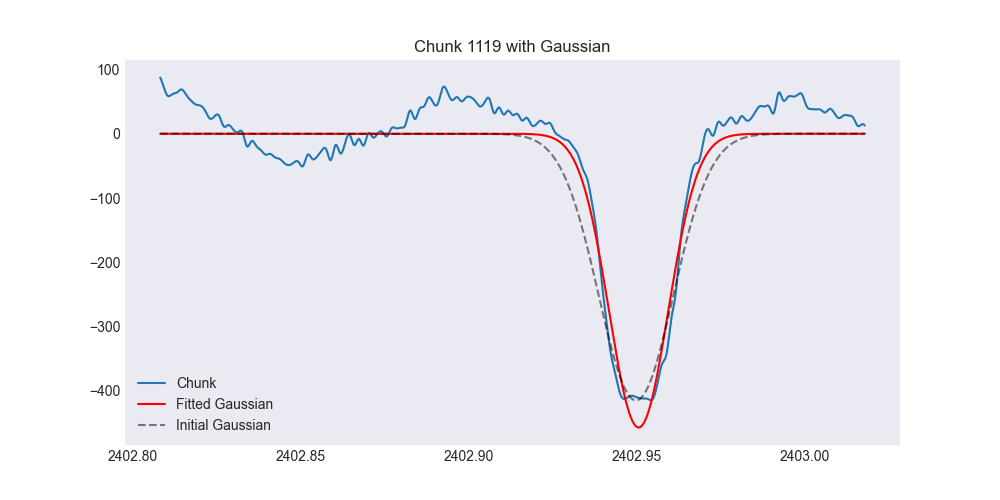 Chunk 1119 with Gaussian
100
0
−100
−200
−300
−400
Chunk
Fitted Gaussian
Initial Gaussian
2402.80 2402.85 2402.90 2402.95 2403.00